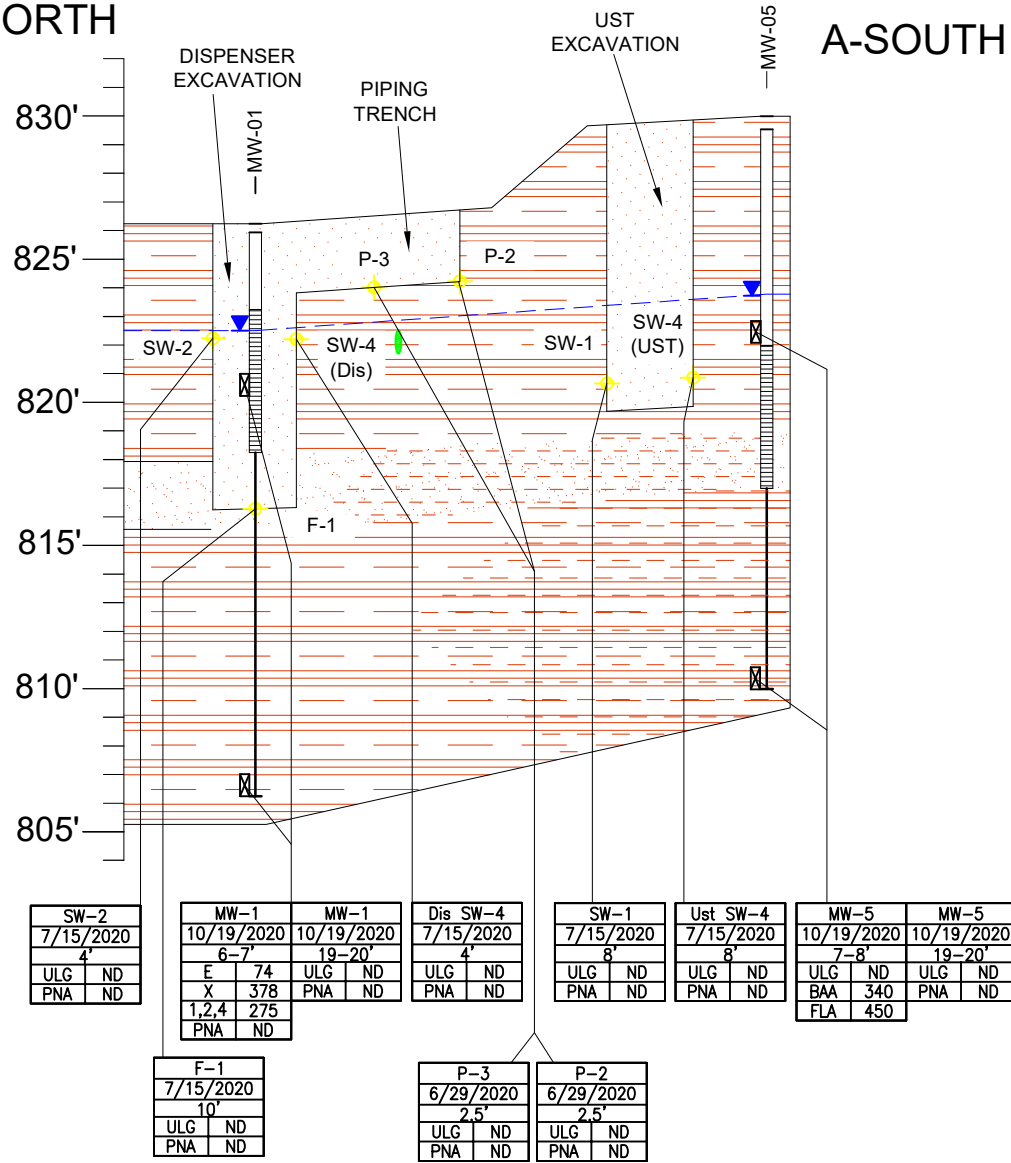 ORTH
A-SOUTH
DISPENSER
EXCAVATION
PIPING
TRENCH
UST
EXCAVATION
MW-01
MW-05
830'
825'
820'
815'
810'
805'
P-3
P-2
SW-2
SW-4
(Dis)
SW-1
SW-4
(UST)
F-1
SW-2
7/15/2020
4'
ULG ND
PNA ND
MW-1
10/19/2020
6-7'
E 74
X 378
1,2,4 275
PNA ND
MW-1
10/19/2020
19-20'
ULG ND
PNA ND
Dis SW-4
7/15/2020
4'
ULG ND
PNA ND
SW-1
7/15/2020
8'
ULG ND
PNA ND
Ust SW-4
7/15/2020
8'
ULG ND
PNA ND
MW-5
10/19/2020
7-8'
ULG ND
BAA 340
FLA 450
MW-5
10/19/2020
19-20'
ULG ND
PNA ND
F-1
7/15/2020
10'
ULG ND
PNA ND
P-3
6/29/2020
2.5'
ULG ND
PNA ND
P-2
6/29/2020
2.5'
ULG ND
PNA ND